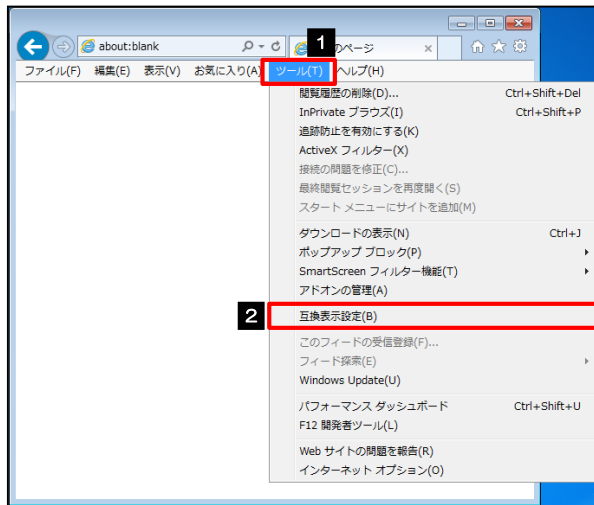 about:blank
のページ
1
ファイル(F) 編集(E) 表示(V) お気に入り(A) ツール(T) ヘルプ(H)
閲覧履歴の削除(D)... Ctrl+Shift+Del
InPrivate ブラウズ(I) Ctrl+Shift+P
追跡防止を有効にする(K)
ActiveX フィルター(X)
接続の問題を修正(C)...
最終閲覧セッションを再度開く(S)
スタート メニューにサイトを追加(M)
ダウンロードの表示(N) Ctrl+J
ポップアップ ブロック(P)
SmartScreen フィルター機能(T)
アドオンの管理(A)
2
互換表示設定(B)
このフィードの受信登録(F)...
フィード探索(E)
Windows Update(U)
パフォーマンス ダッシュボード Ctrl+Shift+U
F12 開発者ツール(L)
Web サイトの問題を報告(R)
インターネット オプション(O)